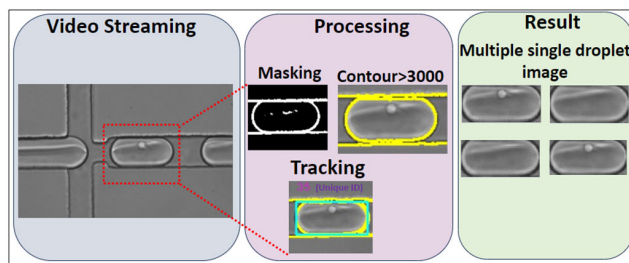 Video Streaming
Processing
Result
Masking
Contour>3000
Multiple single droplet
image
Tracking
(Unique ID)